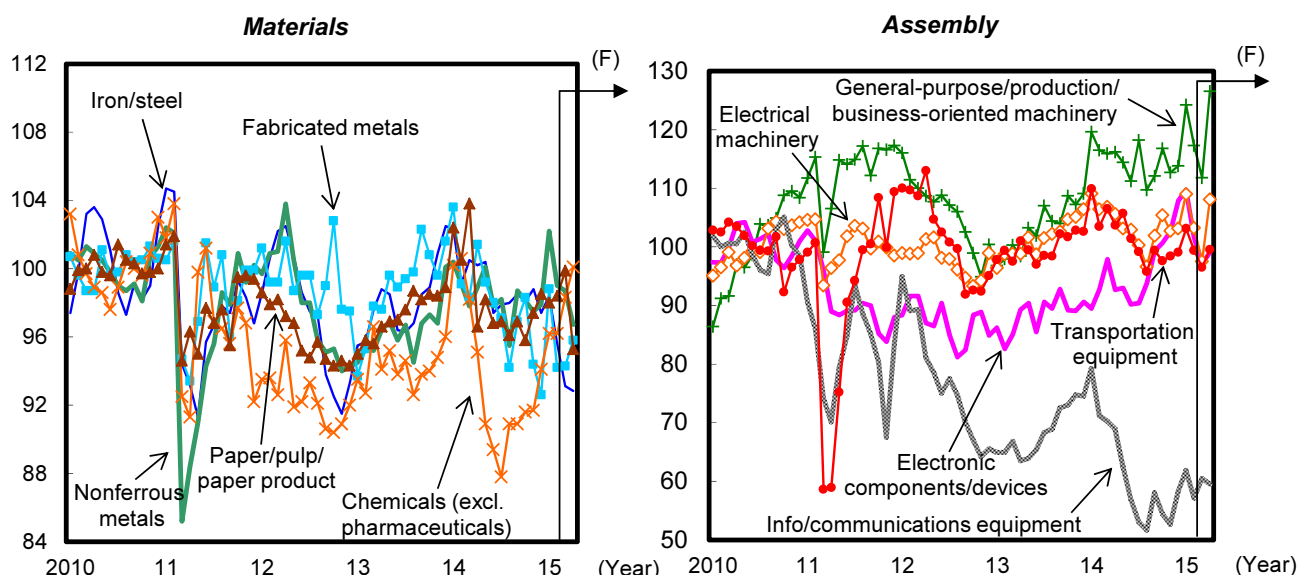 Materials
112
108
104
100
96
92
88
84
2010
11
12
13
14
15
(Year)
(F)
Iron/steel
Fabricated metals
Nonferrous
metals
Paper/pulp/
paper product
Chemicals (excl.
pharmaceuticals)
Assembly
130
120
110
100
90
80
70
60
50
2010
11
12
13
14
15
(Year)
(F)
General-purpose/production/
business-oriented machinery
Electrical
machinery
Transportation
equipment
Electronic
components/devices
Info/communications equipment